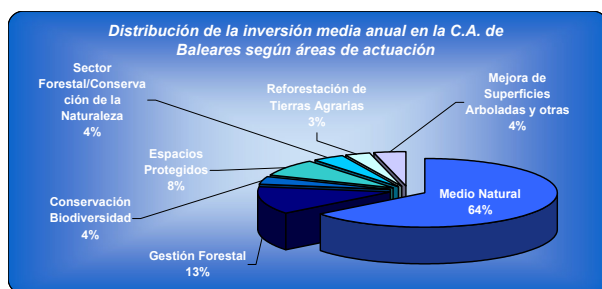 Distribución de la inversión media anual en la C.A. de
Baleares según áreas de actuación
Sector
Forestal/Conserva
ción de la
Naturaleza
4%
Reforestación de
Tierras Agrarias
3%
Mejora de
Superficies
Arboladas y otras
4%
Espacios
Protegidos
8%
Conservación
Biodiversidad
4%
Medio Natural
64%
Gestión Forestal
13%